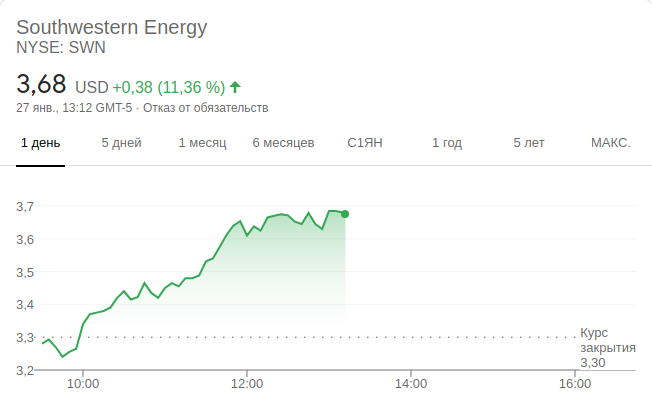 Southwestern Energy
NYSE: SWN
3,68 USD +0,38 (11,36 %)
27 янв., 13:12 GMT-5 · Отказ от обязательств
1 день 5 дней 1 месяц 6 месяцев С1ЯН 1 год 5 лет МАКС.
3,7
3,6
3,5
3,4
3,3
Курс
закрытия
3,30
3,2
10:00 12:00 14:00 16:00